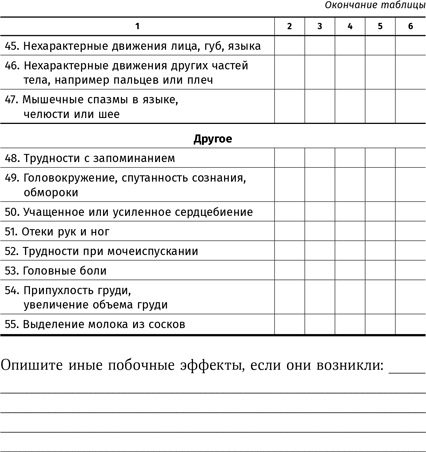 Окончание таблицы
1 2 3 4 5 6
45. Нехарактерные движения лица, губ, языка
46. Нехарактерные движения других частей
тела, например пальцев или плеч
47. Мышечные спазмы в языке,
челюсти или шее
Другое
48. Трудности с запоминанием
49. Головокружение, спутанность сознания,
обмороки
50. Учащенное или усиленное сердцебиение
51. Отеки рук и ног
52. Трудности при мочеиспускании
53. Головные боли
54. Припухлость груди,
увеличение объема груди
55. Выделение молока из сосков
Опишите иные побочные эффекты, если они возникли: